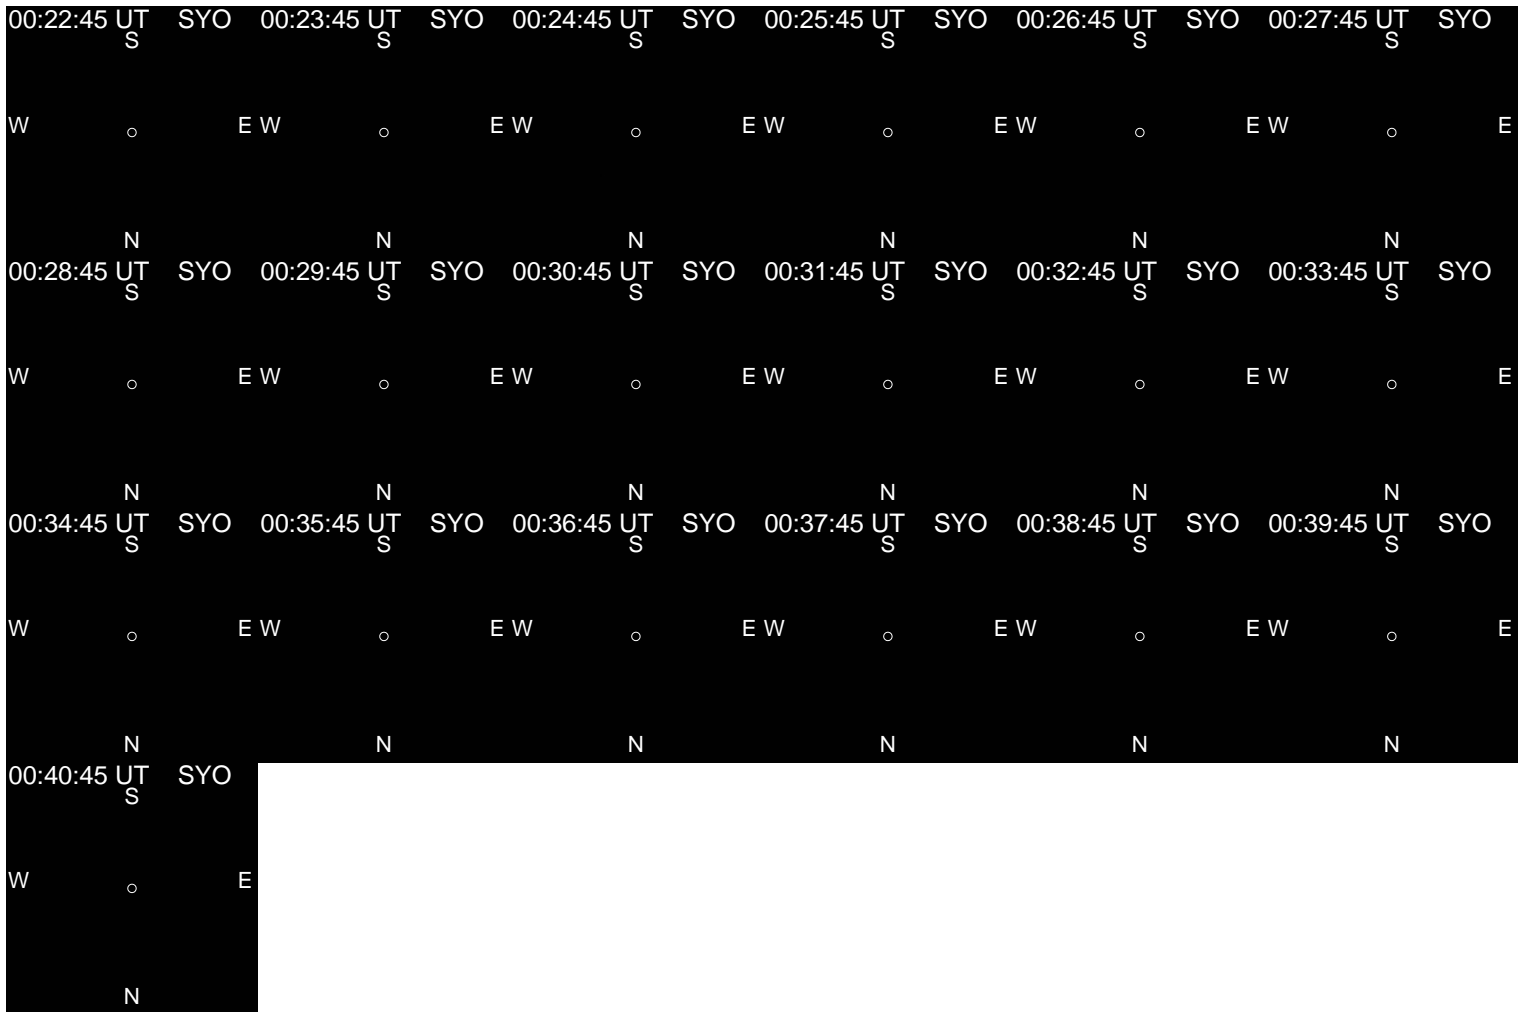 00:22:45 UT SYO 00:23:45 UT SYO 00:24:45 UT SYO 00:25:45 UT SYO 00:26:45 UT SYO 00:27:45 UT SYO
S S S S S S
W E W E W E W E W E W E
N N N N N N
00:28:45 UT SYO 00:29:45 UT SYO 00:30:45 UT SYO 00:31:45 UT SYO 00:32:45 UT SYO 00:33:45 UT SYO
S S S S S S
W E W E W E W E W E W E
N N N N N N
00:34:45 UT SYO 00:35:45 UT SYO 00:36:45 UT SYO 00:37:45 UT SYO 00:38:45 UT SYO 00:39:45 UT SYO
S S S S S S
W E W E W E W E W E W E
N N N N N N
00:40:45 UT SYO
S
W E
N